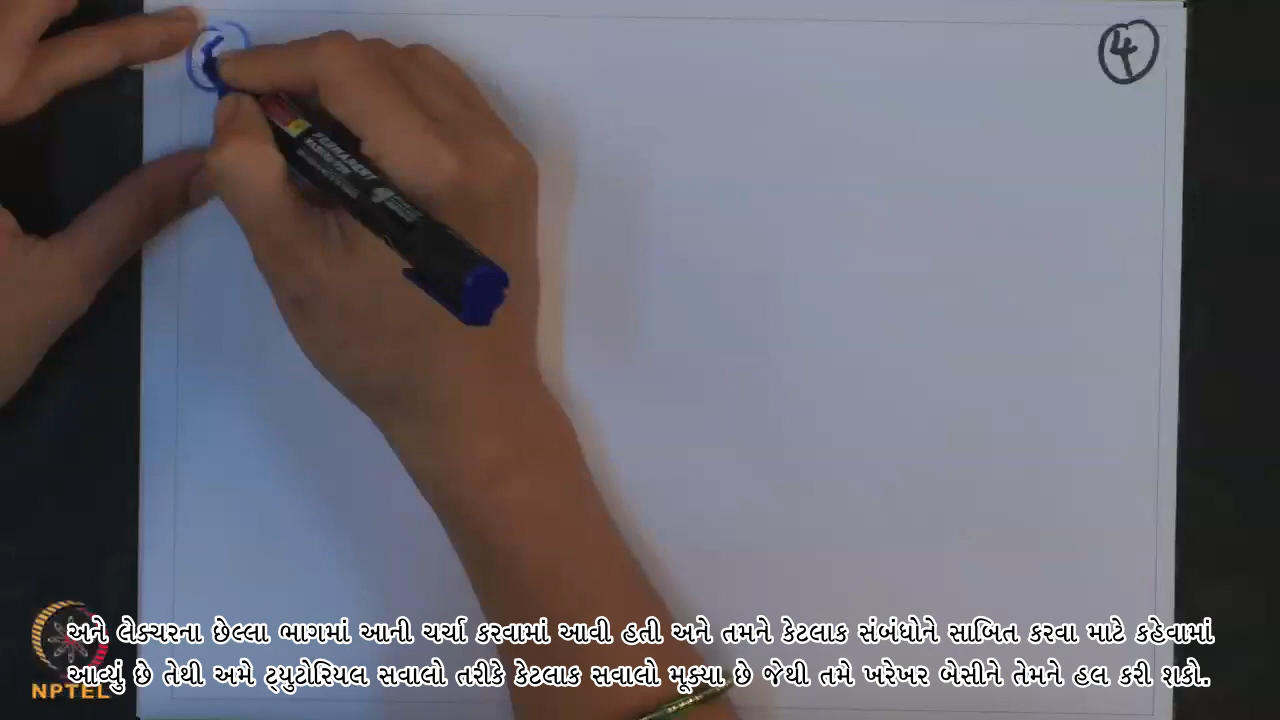 4
PERMANENT
અને લેક્ચરના છેલ્લા ભાગમાં આની ચર્ચા કરવામાં આવી હતી અને તમને કેટલાક સંબંધોને સાબિત કરવા માટે કહેવામાં
આવ્યું છે તેથી અમે ટ્યુટોરિયલ સવાલો તરીકે કેટલાક સવાલો મૂક્યા છે જેથી તમે ખરેખર બેસીને તેમને હલ કરી શકો.
NPTEL